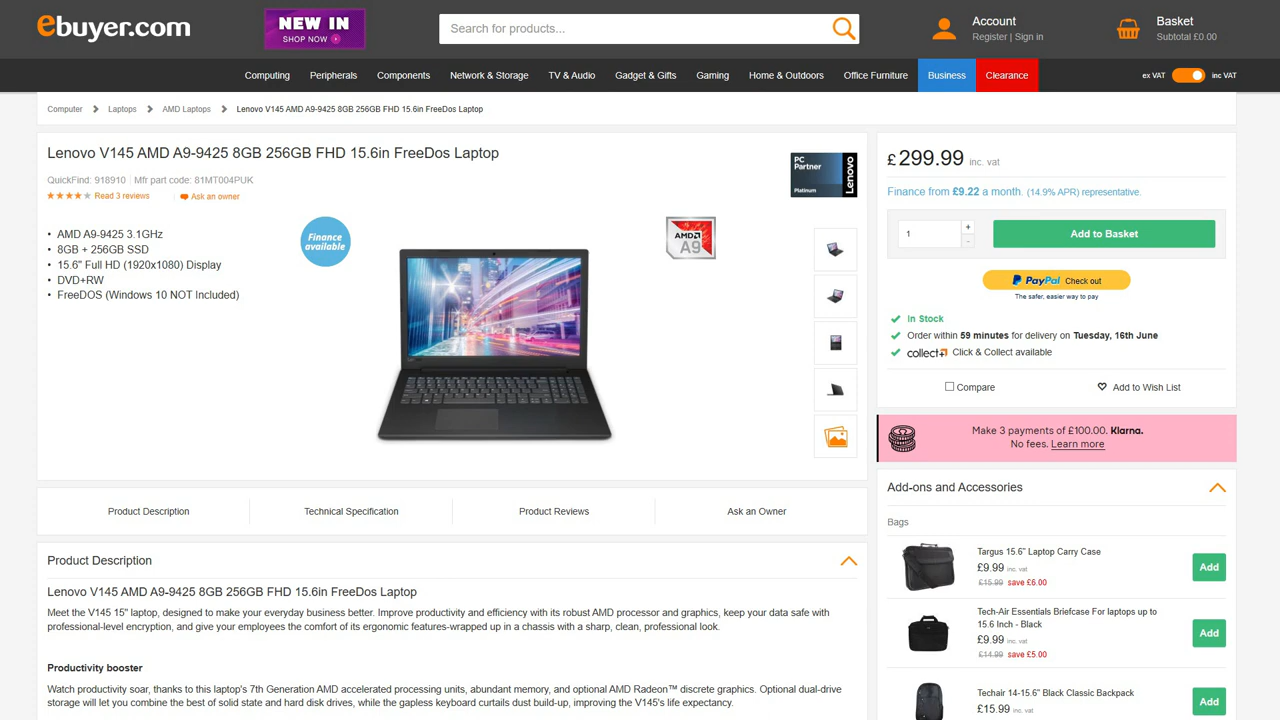 ebuyer.com
NEW IN
SHOP NOW
Search for products...
Account
Register | Sign in
Basket
Subtotal £0.00
Computing
Peripherals
Components
Network & Storage
TV & Audio
Gadget & Gifts
Gaming
Home & Outdoors
Office Furniture
Business
Clearance
ex VAT
inc VAT
Computer
Laptops
AMD Laptops
Lenovo V145 AMD A9-9425 8GB 256GB FHD 15.6in FreeDos Laptop
Lenovo V145 AMD A9-9425 8GB 256GB FHD 15.6in FreeDos Laptop
QuickFind: 918910 | Mfr part code: 81MT004PUK
Read 3 reviews
Ask an owner
PC
Partner
Platinum
Lenovo
• AMD A9-9425 3.1GHz
• 8GB + 256GB SSD
• 15.6" Full HD (1920x1080) Display
• DVD+RW
• FreeDOS (Windows 10 NOT Included)
Finance
available
AMD
A9
£299.99 inc. vat
Finance from £9.22 a month. (14.9% APR) representative.
1
+
-
Add to Basket
PayPal Check out
The safer, easier way to pay
In Stock
Order within 59 minutes for delivery on Tuesday, 16th June
collect+ Click & Collect available
Compare
Add to Wish List
Make 3 payments of £100.00. Klarna.
No fees. Learn more
Product Description
Technical Specification
Product Reviews
Ask an Owner
Product Description
Lenovo V145 AMD A9-9425 8GB 256GB FHD 15.6in FreeDos Laptop
Meet the V145 15" laptop, designed to make your everyday business better. Improve productivity and efficiency with its robust AMD processor and graphics, keep your data safe with
professional-level encryption, and give your employees the comfort of its ergonomic features-wrapped up in a chassis with a sharp, clean, professional look.
Productivity booster
Watch productivity soar, thanks to this laptop's 7th Generation AMD accelerated processing units, abundant memory, and optional AMD Radeon™ discrete graphics. Optional dual-drive
storage will let you combine the best of solid state and hard disk drives, while the gapless keyboard curtails dust build-up, improving the V145's life expectancy.
Add-ons and Accessories
Bags
Targus 15.6" Laptop Carry Case
£9.99 inc. vat
£15.99 save £6.00
Add
Tech-Air Essentials Briefcase For laptops up to
15.6 Inch - Black
£9.99 inc. vat
£14.99 save £5.00
Add
Techair 14-15.6" Black Classic Backpack
£15.99 inc. vat
Add